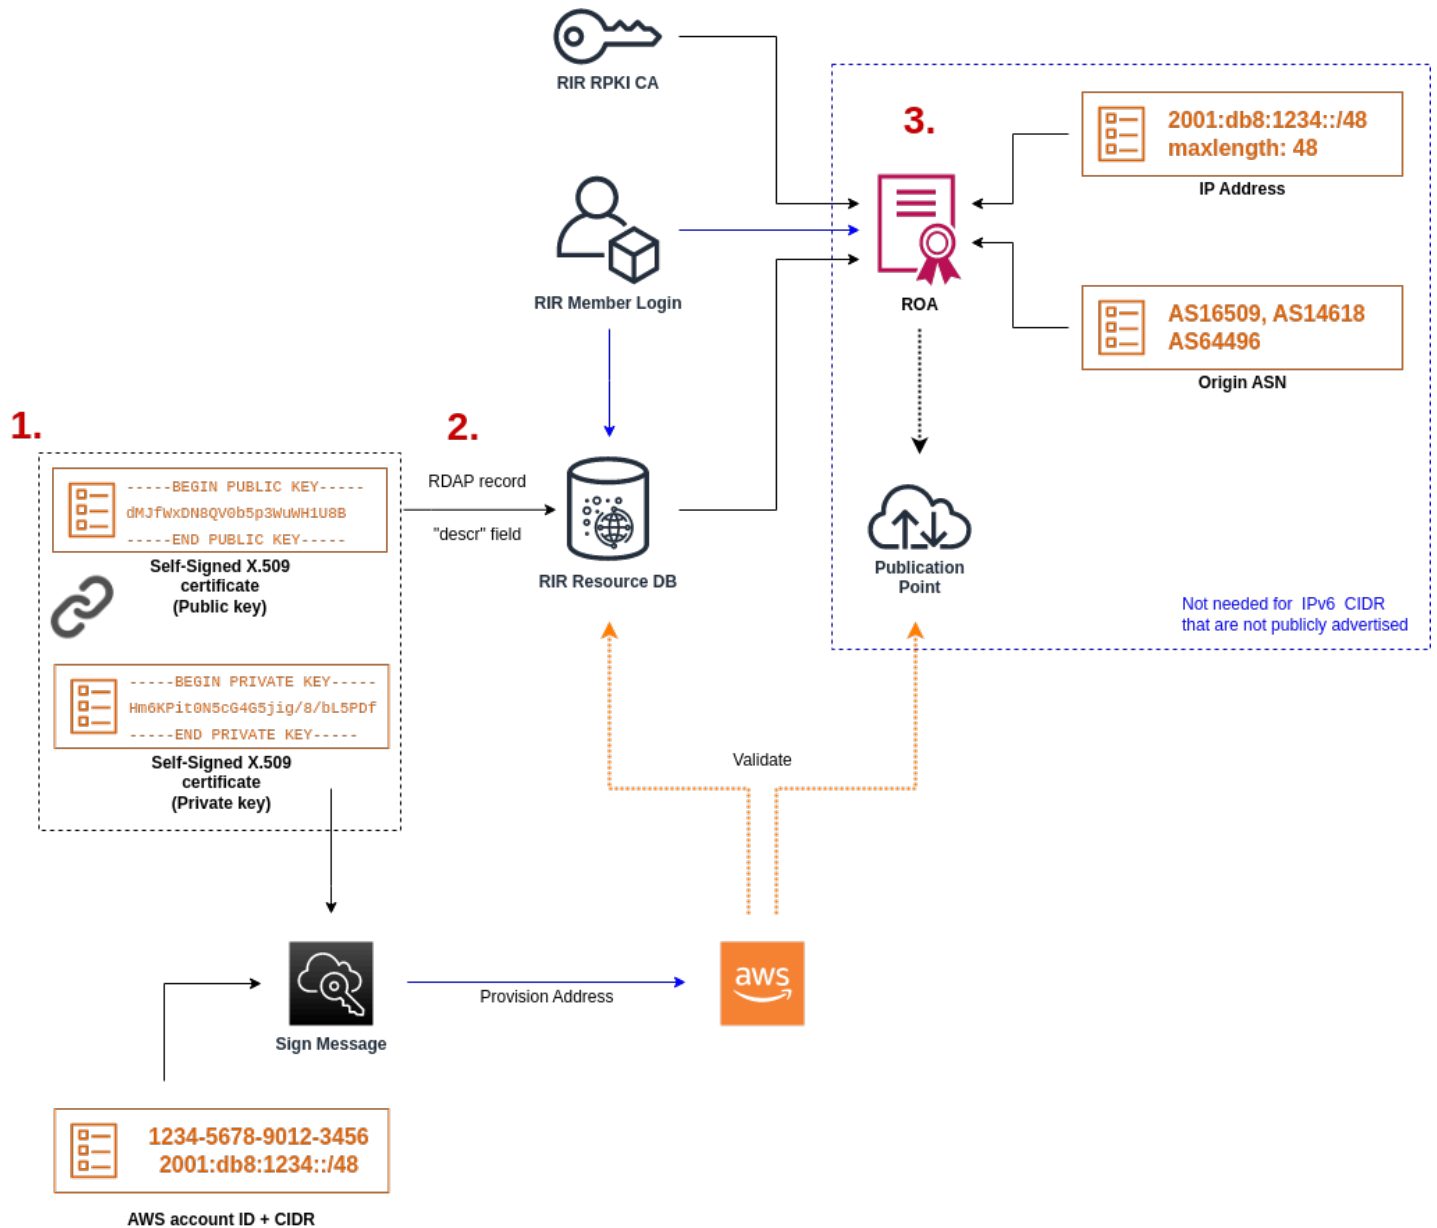 RIR RPKI CA
3.
2001:db8:1234::/48
maxlength: 48
IP Address
RIR Member Login
ROA
AS16509, AS14618
AS64496
Origin ASN
1.
2.
-----BEGIN PUBLIC KEY-----
dMJfWxDN8QV0b5p3WuWH1U8B
-----END PUBLIC KEY-----
Self-Signed X.509
certificate
(Public key)
RDAP record
"descr" field
RIR Resource DB
Publication
Point
Not needed for IPv6 CIDR
that are not publicly advertised
-----BEGIN PRIVATE KEY-----
Hm6KPit0N5cG4G5jig/8/bL5PDf
-----END PRIVATE KEY-----
Self-Signed X.509
certificate
(Private key)
Validate
Sign Message
Provision Address
aws
1234-5678-9012-3456
2001:db8:1234::/48
AWS account ID + CIDR